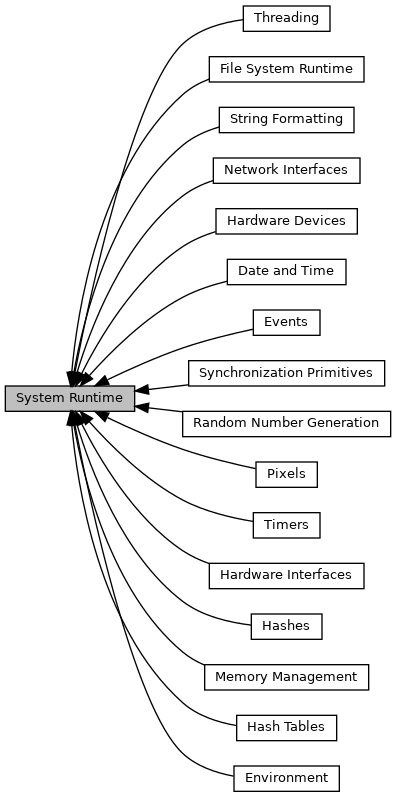 Threading
File System Runtime
String Formatting
Network Interfaces
Hardware Devices
Date and Time
Events
Synchronization Primitives
System Runtime
Random Number Generation
Pixels
Timers
Hardware Interfaces
Hashes
Memory Management
Hash Tables
Environment